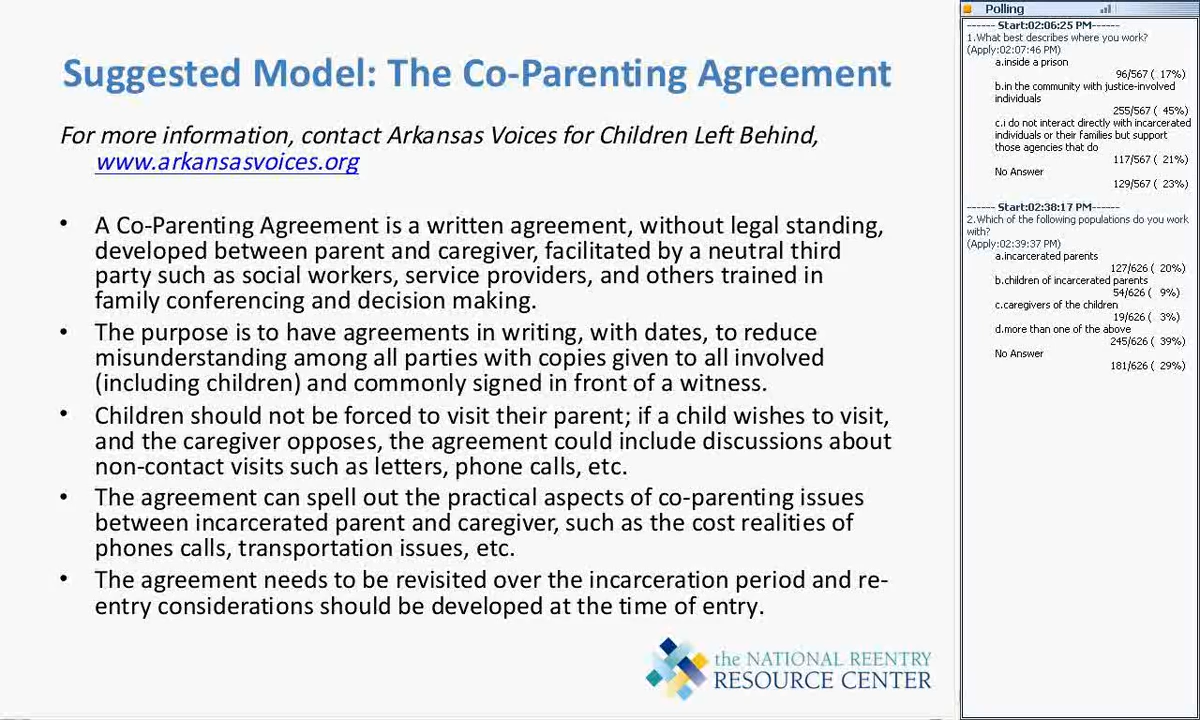 Suggested Model: The Co-Parenting Agreement
For more information, contact Arkansas Voices for Children Left Behind,
www.arkansasvoices.org
• A Co-Parenting Agreement is a written agreement, without legal standing,
developed between parent and caregiver, facilitated by a neutral third
party such as social workers, service providers, and others trained in
family conferencing and decision making.
• The purpose is to have agreements in writing, with dates, to reduce
misunderstanding among all parties with copies given to all involved
(including children) and commonly signed in front of a witness.
• Children should not be forced to visit their parent; if a child wishes to visit,
and the caregiver opposes, the agreement could include discussions about
non-contact visits such as letters, phone calls, etc.
• The agreement can spell out the practical aspects of co-parenting issues
between incarcerated parent and caregiver, such as the cost realities of
phones calls, transportation issues, etc.
• The agreement needs to be revisited over the incarceration period and re-
entry considerations should be developed at the time of entry.
the NATIONAL REENTRY
RESOURCE CENTER
Polling
------ Start:02:06:25 PM------
1.What best describes where you work?
(Apply:02:07:46 PM)
a.inside a prison
96/567 ( 17%)
b.in the community with justice-involved
individuals
255/567 ( 45%)
c.i do not interact directly with incarcerated
individuals or their families but support
those agencies that do
117/567 ( 21%)
No Answer
129/567 ( 23%)
------ Start:02:38:17 PM------
2.Which of the following populations do you work
with?
(Apply:02:39:37 PM)
a.incarcerated parents
127/626 ( 20%)
b.children of incarcerated parents
54/626 ( 9%)
c.caregivers of the children
19/626 ( 3%)
d.more than one of the above
245/626 ( 39%)
No Answer
181/626 ( 29%)